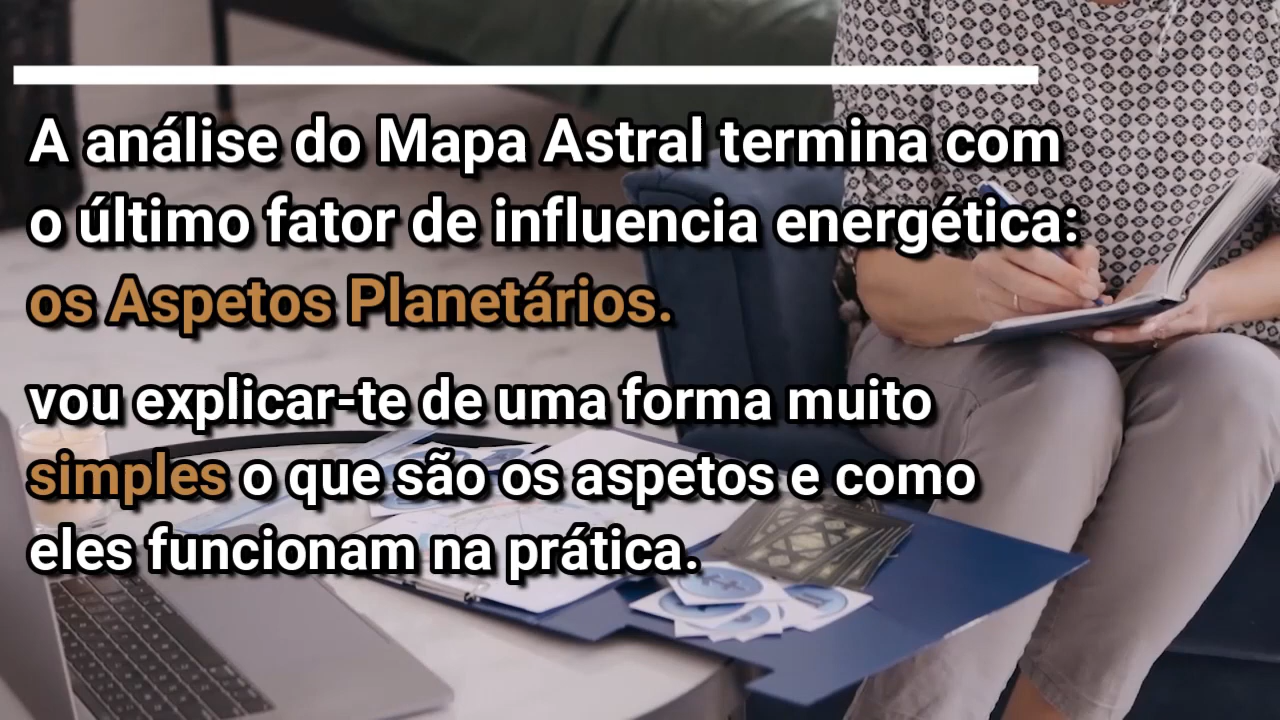 A análise do Mapa Astral termina com
o último fator de influencia energética:
os Aspetos Planetários.
vou explicar-te de uma forma muito
simples o que são os aspetos e como
eles funcionam na prática.